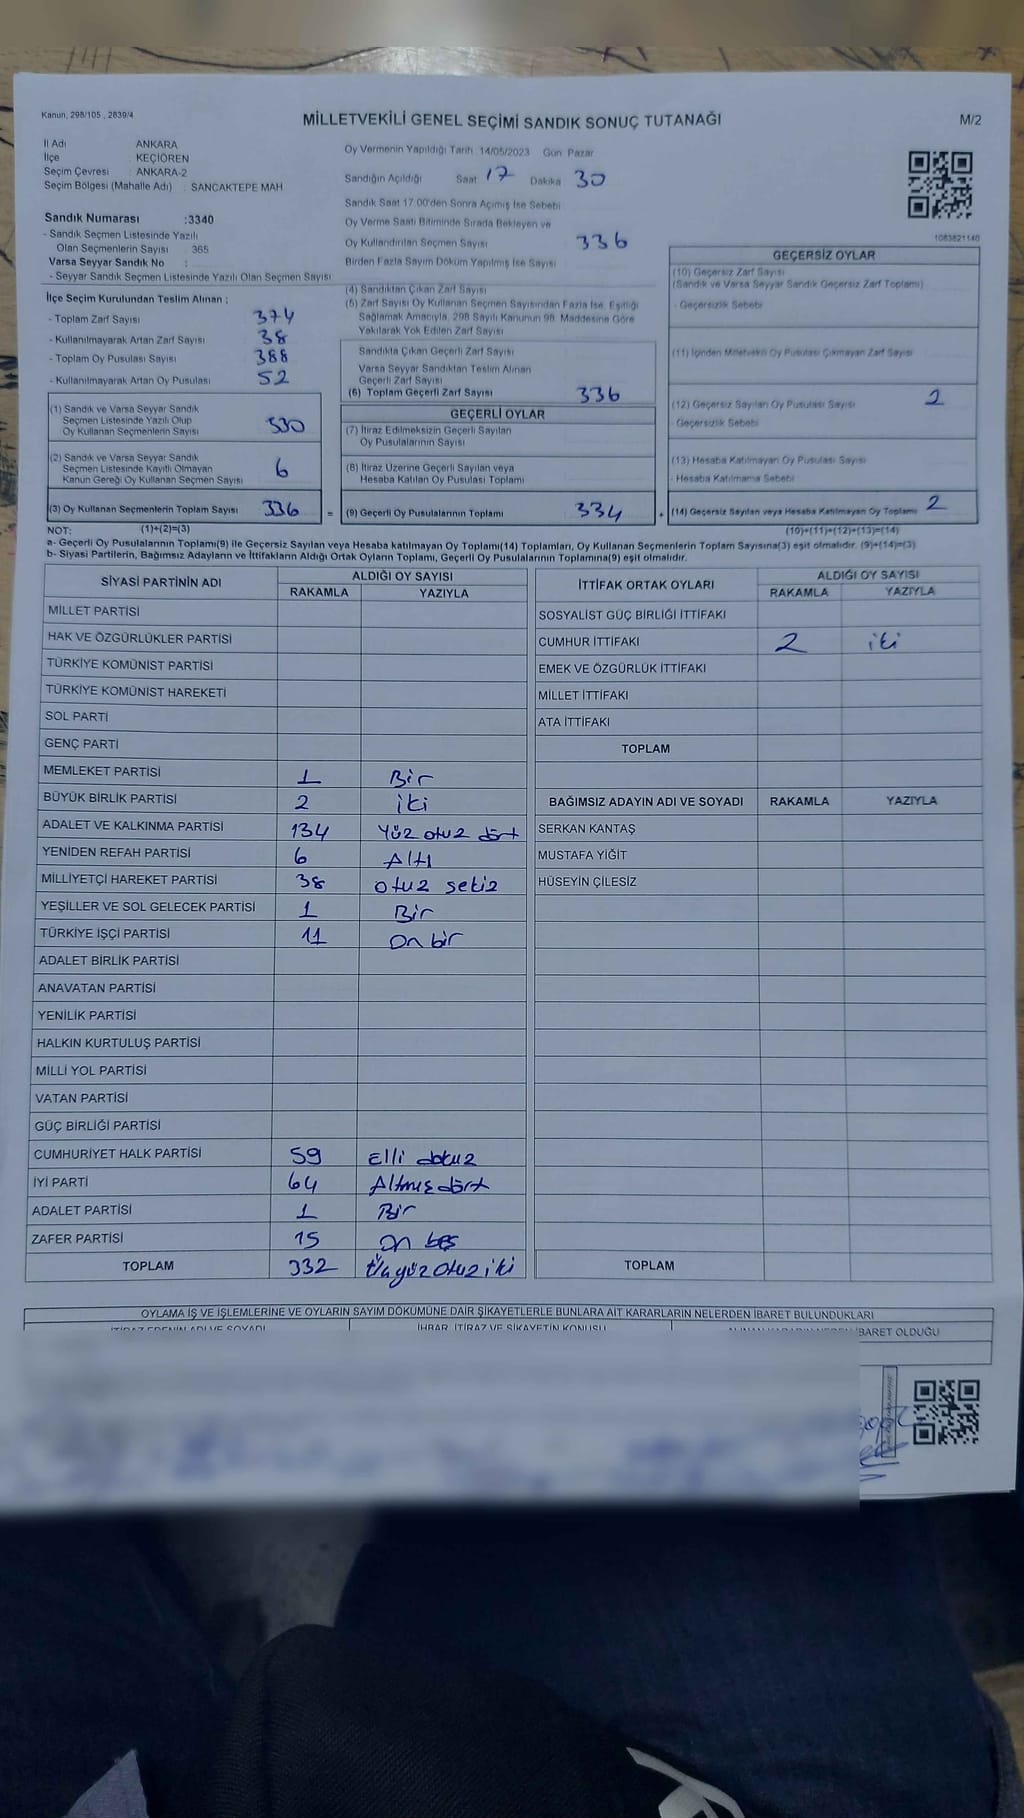 Kanun, 298/105 , 2839/4
MİLLETVEKİLİ GENEL SEÇİMİ SANDIK SONUÇ TUTANAĞI
M/2
İl Adı : ANKARA
İlçe : KEÇİÖREN
Seçim Çevresi : ANKARA-2
Seçim Bölgesi (Mahalle Adı) : SANCAKTEPE MAH
Sandık Numarası :3340
- Sandık Seçmen Listesinde Yazılı
Olan Seçmenlerin Sayısı : 365
Varsa Seyyar Sandık No :
- Seyyar Sandık Seçmen Listesinde Yazılı Olan Seçmen Sayısı
Oy Vermenin Yapıldığı Tarih 14/05/2023 Gün Pazar
Sandığın Açıldığı Saat 17 Dakika 30
Sandık Saat 17:00'den Sonra Açımış İse Sebebi
Oy Verme Saati Bitiminde Sırada Bekleyen ve
Oy Kullandırılan Seçmen Sayısı 336
Birden Fazla Sayım Döküm Yapılmış İse Sayısı
1083821140
İlçe Seçim Kurulundan Teslim Alınan ;
- Toplam Zarf Sayısı 374
- Kullanılmayarak Artan Zarf Sayısı 38
- Toplam Oy Pusulası Sayısı 388
- Kullanılmayarak Artan Oy Pusulası 52
(1) Sandık ve Varsa Seyyar Sandık
Seçmen Listesinde Yazılı Olup
Oy Kullanan Seçmenlerin Sayısı 330
(2) Sandık ve Varsa Seyyar Sandık
Seçmen Listesinde Kayıtlı Olmayan
Kanun Gereği Oy Kullanan Seçmen Sayısı 6
(3) Oy Kullanan Seçmenlerin Toplam Sayısı 336 =
(4) Sandıktan Çıkan Zarf Sayısı
(5) Zarf Sayısı Oy Kullanan Seçmen Sayısından Fazla İse, Eşitliği
Sağlamak Amacıyla, 298 Sayılı Kanunun 98. Maddesine Göre
Yakılarak Yok Edilen Zarf Sayısı
Sandıkta Çıkan Geçerli Zarf Sayısı
Varsa Seyyar Sandıktan Teslim Alınan
Geçerli Zarf Sayısı
(6) Toplam Geçerli Zarf Sayısı 336
GEÇERLİ OYLAR
(7) İtiraz Edilmeksizin Geçerli Sayılan
Oy Pusulalarının Sayısı
(8) İtiraz Üzerine Geçerli Sayılan veya
Hesaba Katılan Oy Pusulası Toplamı
(9) Geçerli Oy Pusulalarının Toplamı 334 +
GEÇERSİZ OYLAR
(10) Geçersiz Zarf Sayısı
(Sandık ve Varsa Seyyar Sandık Geçersiz Zarf Toplamı)
- Geçersizlik Sebebi
(11) İçinden Milletvekili Oy Pusulası Çıkmayan Zarf Sayısı
(12) Geçersiz Sayılan Oy Pusulası Sayısı 2
- Geçersizlik Sebebi
(13) Hesaba Katılmayan Oy Pusulası Sayısı
- Hesaba Katılmama Sebebi
(14) Geçersiz Sayılan veya Hesaba Katılmayan Oy Toplamı 2
NOT: (1)+(2)=(3) (10)+(11)+(12)+(13)=(14)
a- Geçerli Oy Pusulasının Toplamı(9) ile Geçersiz Sayılan veya Hesaba katılmayan Oy Toplamı(14) Toplamları, Oy Kullanan Seçmenlerin Toplam Sayısına(3) eşit olmalıdır. (9)+(14)=(3)
b- Siyasi Partilerin, Bağımsız Adayların ve İttifakların Aldığı Ortak Oyların Toplamı, Geçerli Oy Pusulasının Toplamına(9) eşit olmalıdır.
SİYASİ PARTİNİN ADI ALDIĞI OY SAYISI
RAKAMLA YAZIYLA
MİLLET PARTİSİ
HAK VE ÖZGÜRLÜKLER PARTİSİ
TÜRKİYE KOMÜNİST PARTİSİ
TÜRKİYE KOMÜNİST HAREKETİ
SOL PARTİ
GENÇ PARTİ
MEMLEKET PARTİSİ 1 Bir
BÜYÜK BİRLİK PARTİSİ 2 iki
ADALET VE KALKINMA PARTİSİ 134 Yüz otuz dört
YENİDEN REFAH PARTİSİ 6 Altı
MİLLİYETÇİ HAREKET PARTİSİ 38 otuz sekiz
YEŞİLLER VE SOL GELECEK PARTİSİ 1 Bir
TÜRKİYE İŞÇİ PARTİSİ 11 On bir
ADALET BİRLİK PARTİSİ
ANAVATAN PARTİSİ
YENİLİK PARTİSİ
HALKIN KURTULUŞ PARTİSİ
MİLLİ YOL PARTİSİ
VATAN PARTİSİ
GÜÇ BİRLİĞİ PARTİSİ
CUMHURİYET HALK PARTİSİ 59 Elli dokuz
İYİ PARTİ 64 Altmış dört
ADALET PARTİSİ 1 Bir
ZAFER PARTİSİ 15 On beş
TOPLAM 332 Üçyüz otuz iki
İTTİFAK ORTAK OYLARI ALDIĞI OY SAYISI
RAKAMLA YAZIYLA
SOSYALİST GÜÇ BİRLİĞİ İTTİFAKI
CUMHUR İTTİFAKI 2 iki
EMEK VE ÖZGÜRLÜK İTTİFAKI
MİLLET İTTİFAKI
ATA İTTİFAKI
TOPLAM
BAĞIMSIZ ADAYIN ADI VE SOYADI RAKAMLA YAZIYLA
SERKAN KANTAŞ
MUSTAFA YİĞİT
HÜSEYİN ÇİLESİZ
TOPLAM
OYLAMA İŞ VE İŞLEMLERİNE VE OYLARIN SAYIM DÖKÜMÜNE DAİR ŞİKAYETLERLE BUNLARA AİT KARARLARIN NELERDEN İBARET BULUNDUKLARI
İTİRAZ EDENİN ADI VE SOYADI İHBAR, İTİRAZ VE ŞİKAYETİN KONUSU İBARET OLDUĞU